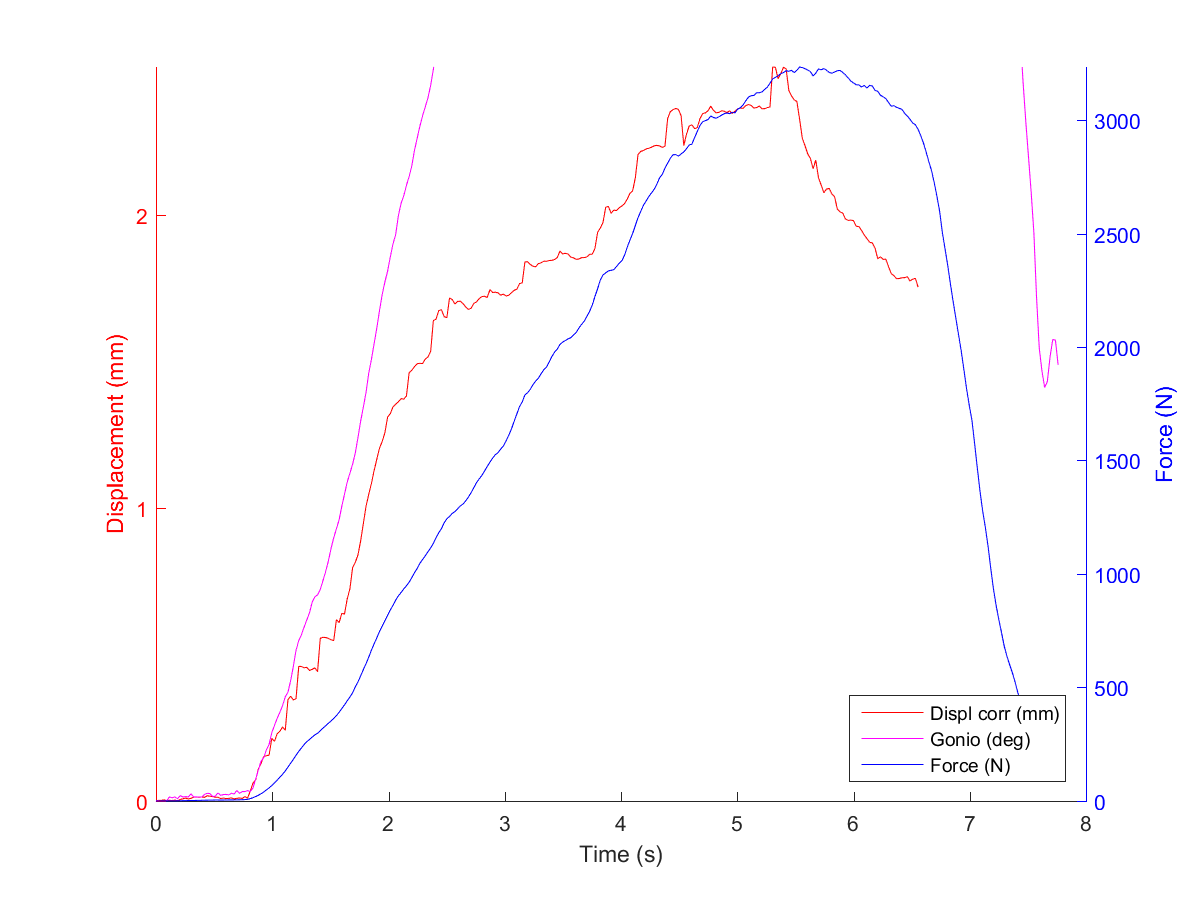 Displacement (mm)
2
1
0
0 1 2 3 4 5 6 7 8
Time (s)
3000
2500
2000
1500
1000
500
0
Force (N)
Displ corr (mm)
Gonio (deg)
Force (N)